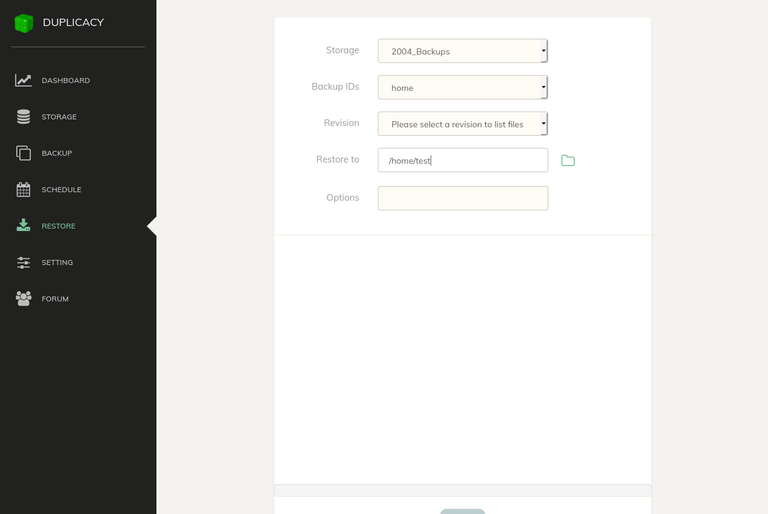 DUPLICACY
DASHBOARD
STORAGE
BACKUP
SCHEDULE
RESTORE
SETTING
FORUM
Storage 2004_Backups
Backup IDs home
Revision Please select a revision to list files
Restore to /home/test
Options